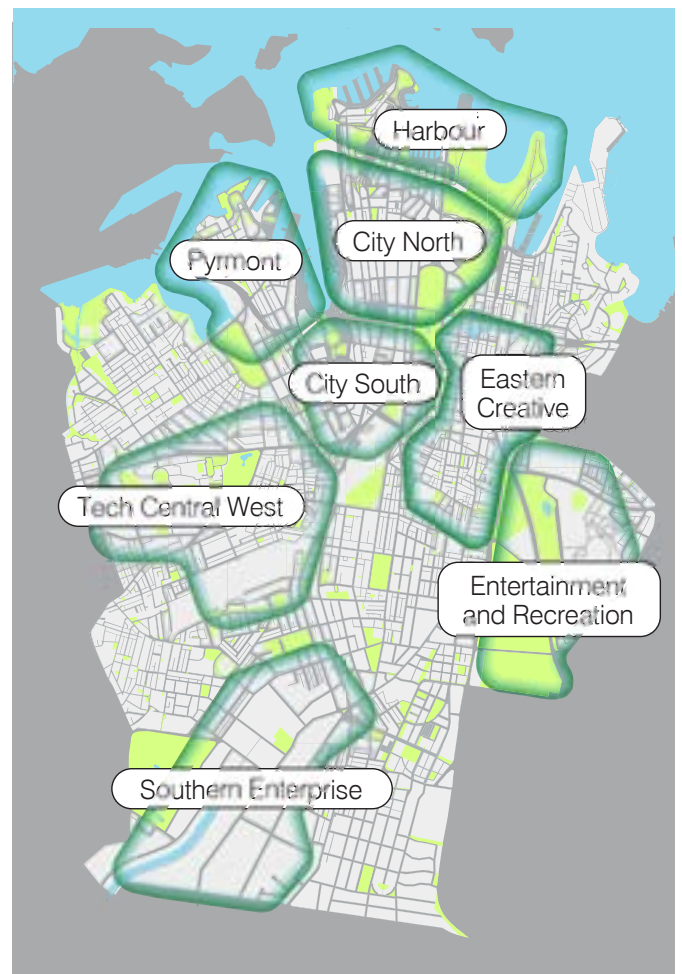 Harbour
City North
Pyrmont
City South
Eastern
Creative
Tech Central West
Entertainment
and Recreation
Southern Enterprise